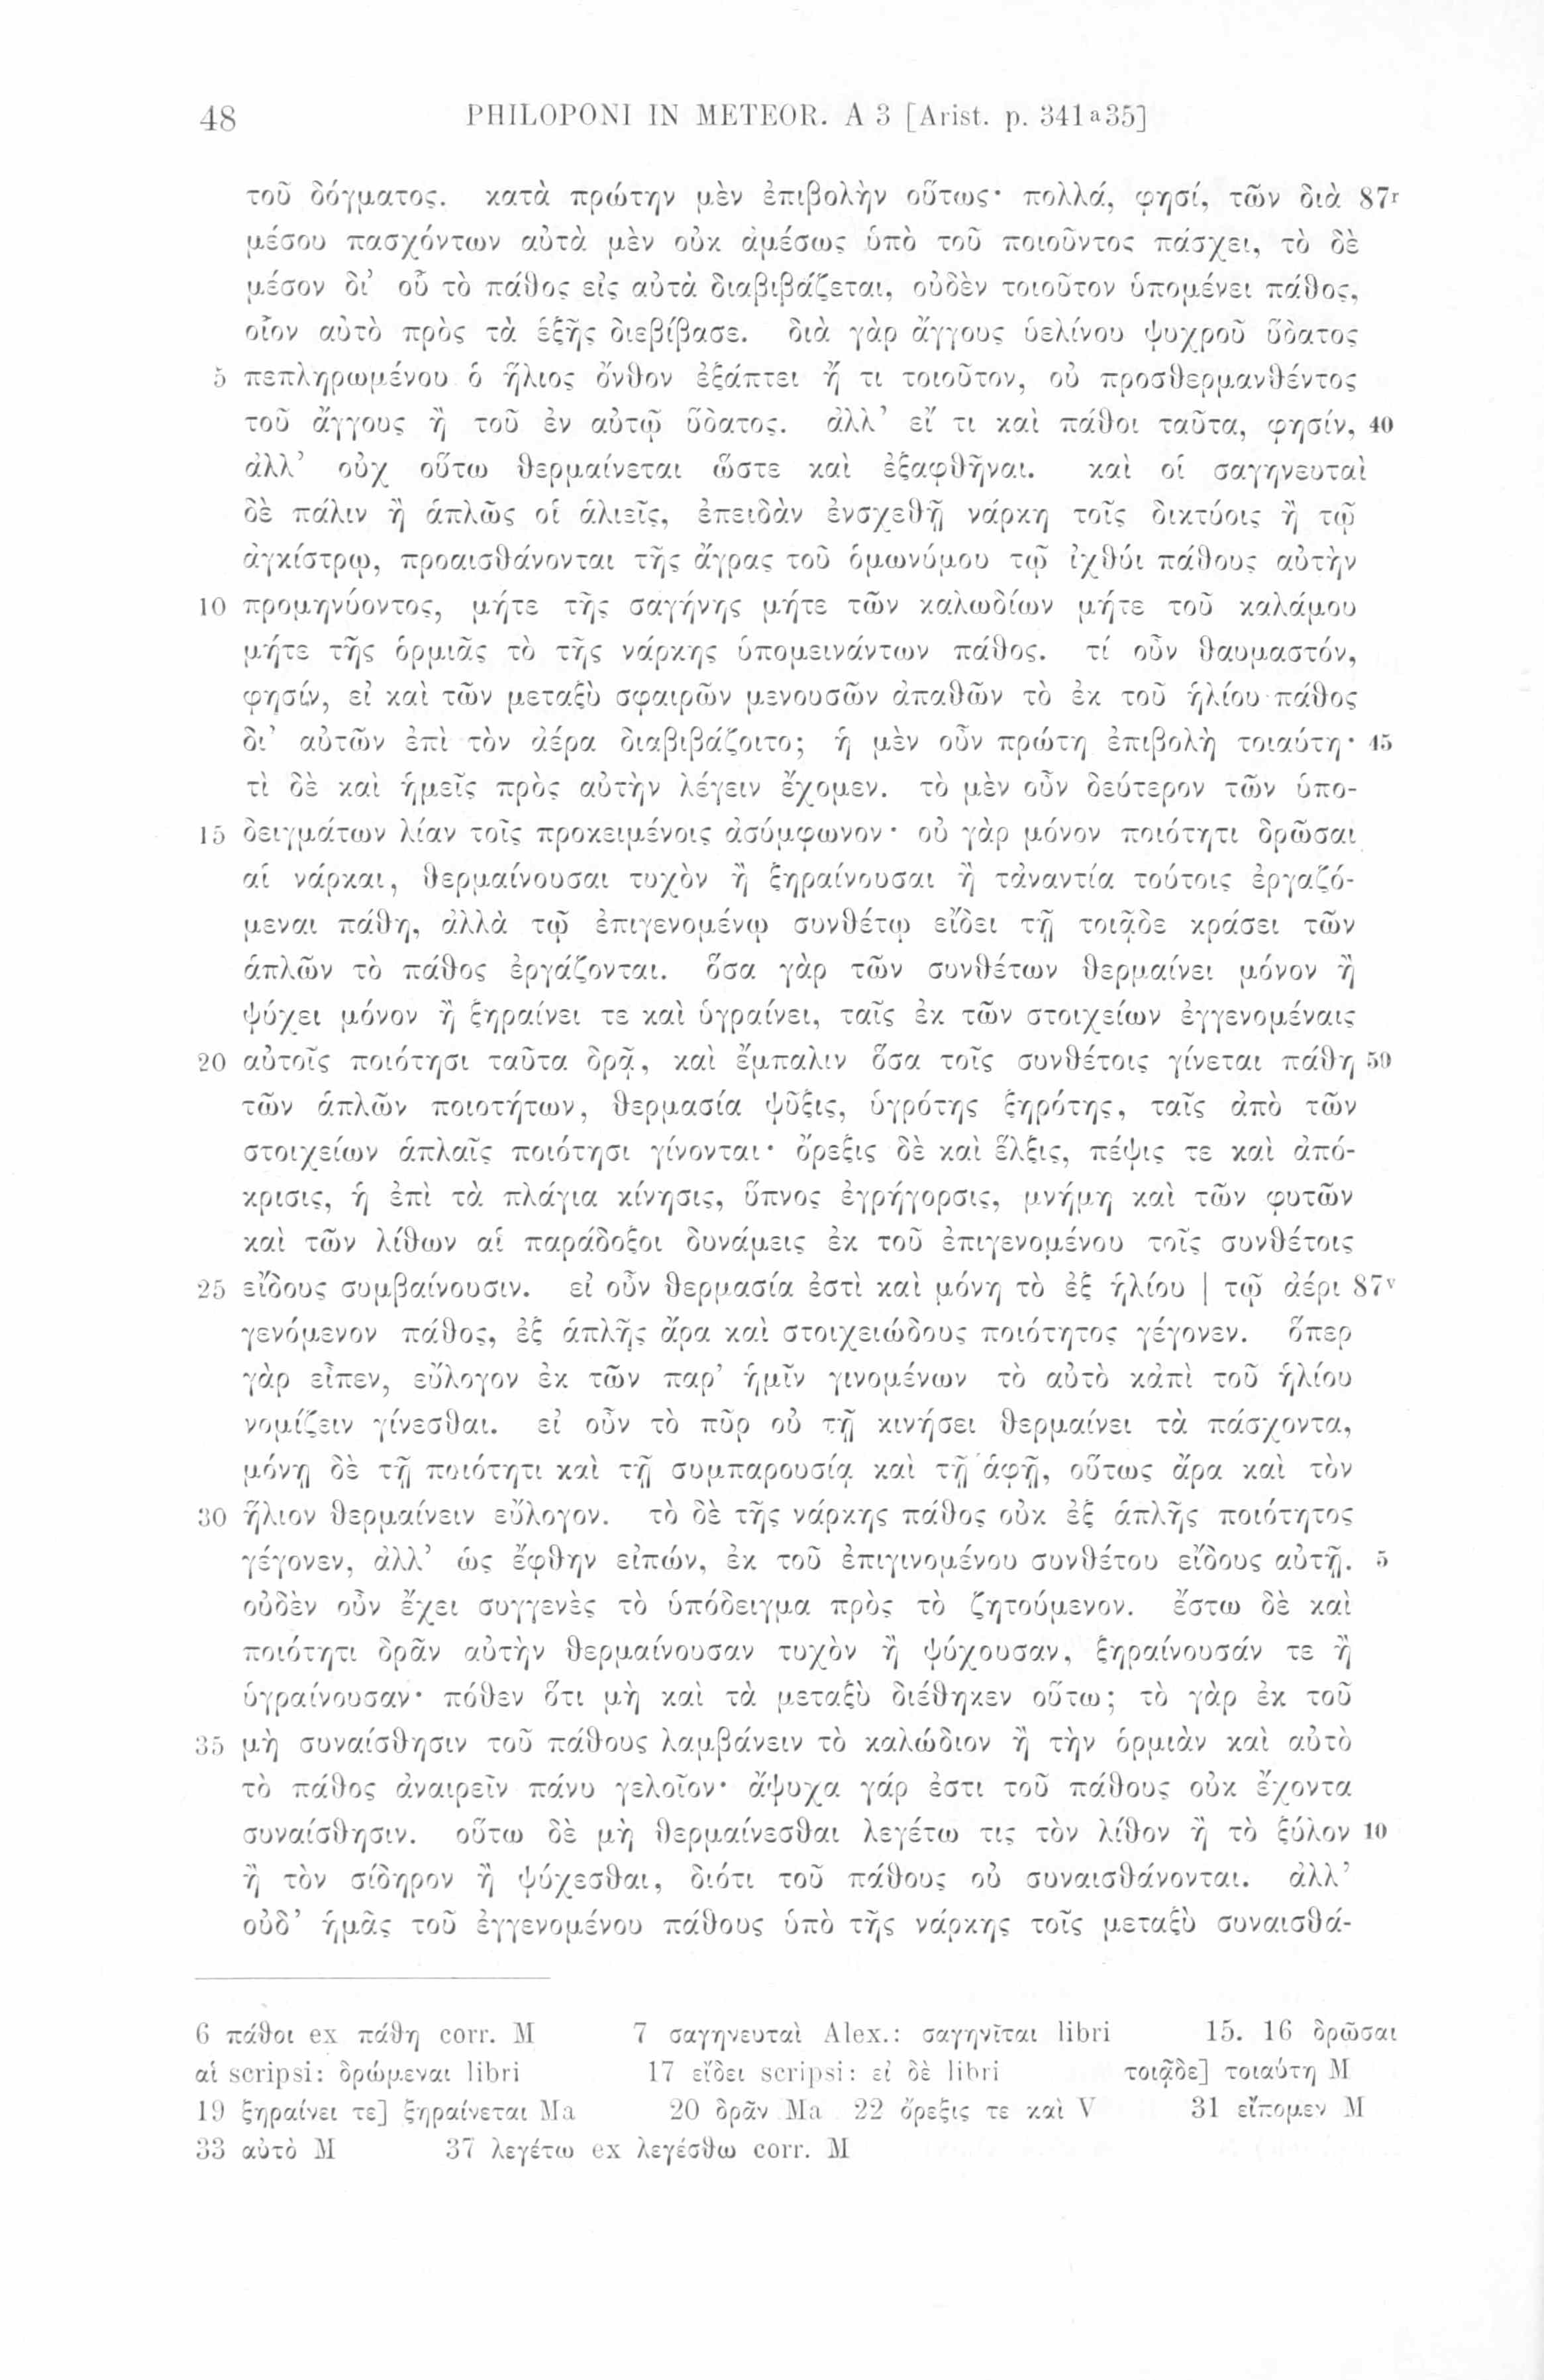 48 PHILOPONI IN METEOR. A 3 [Arist. p. 341a35]
τοῦ δόγματος. κατὰ πρώτην μὲν ἐπιβολὴν οὕτως· πολλά, φησί, τῶν διὰ 87r
μέσου πασχόντων αὐτὰ μὲν οὐκ ἀμέσως ὑπὸ τοῦ ποιοῦντος πάσχει, τὸ δὲ
μέσον δι’ οὗ τὸ πάθος εἰς αὐτὰ διαβιβάζεται, οὐδὲν τοιοῦτον ὑπομένει πάθος,
οἷον αὐτὸ πρὸς τὰ ἑξῆς διεβίβασε. διὰ γὰρ ἄγγους ὑελίνου ψυχροῦ ὕδατος
5 πεπληρωμένου ὁ ἥλιος ὄνθον ἐξάπτει ἤ τι τοιοῦτον, οὐ προσθερμανθέντος
τοῦ ἄγγους ἢ τοῦ ἐν αὐτῷ ὕδατος. ἀλλ’ εἴ τι καὶ πάθοι ταῦτα, φησίν, 40
ἀλλ’ οὐχ οὕτω θερμαίνεται ὥστε καὶ ἐξαφθῆναι. καὶ οἱ σαγηνευταὶ
δὲ πάλιν ἢ ἁπλῶς οἱ ἁλιεῖς, ἐπειδὰν ἐνσχεθῇ νάρκη τοῖς δικτύοις ἢ τῷ
ἀγκίστρῳ, προαισθάνονται τῆς ἄγρας τοῦ ὁμωνύμου τῷ ἰχθύι πάθους αὐτὴν
10 προμηνύοντος, μήτε τῆς σαγήνης μήτε τῶν καλωδίων μήτε τοῦ καλάμου
μήτε τῆς ὁρμιᾶς τὸ τῆς νάρκης ὑπομεινάντων πάθος. τί οὖν θαυμαστόν,
φησίν, εἰ καὶ τῶν μεταξὺ σφαιρῶν μενουσῶν ἀπαθῶν τὸ ἐκ τοῦ ἡλίου πάθος
δι’ αὐτῶν ἐπὶ τὸν ἀέρα διαβιβάζοιτο; ἡ μὲν οὖν πρώτη ἐπιβολὴ τοιαύτη· 45
τὶ δὲ καὶ ἡμεῖς πρὸς αὐτὴν λέγειν ἔχομεν. τὸ μὲν οὖν δεύτερον τῶν ὑπο-
15 δειγμάτων λίαν τοῖς προκειμένοις ἀσύμφωνον· οὐ γὰρ μόνον ποιότητι δρῶσαι
αἱ νάρκαι, θερμαίνουσαι τυχὸν ἢ ξηραίνουσαι ἢ τἀναντία τούτοις ἐργαζό-
μεναι πάθη, ἀλλὰ τῷ ἐπιγενομένῳ συνθέτῳ εἴδει τῇ τοιᾷδε κράσει τῶν
ἁπλῶν τὸ πάθος ἐργάζονται. ὅσα γὰρ τῶν συνθέτων θερμαίνει μόνον ἢ
ψύχει μόνον ἢ ξηραίνει τε καὶ ὑγραίνει, ταῖς ἐκ τῶν στοιχείων ἐγγενομέναις
20 αὐτοῖς ποιότησι ταῦτα δρᾷ, καὶ ἔμπαλιν ὅσα τοῖς συνθέτοις γίνεται πάθη 50
τῶν ἁπλῶν ποιοτήτων, θερμασία ψῦξις, ὑγρότης ξηρότης, ταῖς ἀπὸ τῶν
στοιχείων ἁπλαῖς ποιότησι γίνονται· ὄρεξις δὲ καὶ ἕλξις, πέψις τε καὶ ἀπό-
κρισις, ἡ ἐπὶ τὰ πλάγια κίνησις, ὕπνος ἐγρήγορσις, μνήμη καὶ τῶν φυτῶν
καὶ τῶν λίθων αἱ παράδοξοι δυνάμεις ἐκ τοῦ ἐπιγενομένου τοῖς συνθέτοις
25 εἴδους συμβαίνουσιν. εἰ οὖν θερμασία ἐστὶ καὶ μόνη τὸ ἐξ ἡλίου | τῷ ἀέρι 87v
γενόμενον πάθος, ἐξ ἁπλῆς ἄρα καὶ στοιχειώδους ποιότητος γέγονεν. ὅπερ
γὰρ εἶπεν, εὔλογον ἐκ τῶν παρ’ ἡμῖν γινομένων τὸ αὐτὸ κἀπὶ τοῦ ἡλίου
νομίζειν γίνεσθαι. εἰ οὖν τὸ πῦρ οὐ τῇ κινήσει θερμαίνει τὰ πάσχοντα,
μόνῃ δὲ τῇ ποιότητι καὶ τῇ συμπαρουσίᾳ καὶ τῇ ἁφῇ, οὕτως ἄρα καὶ τὸν
30 ἥλιον θερμαίνειν εὔλογον. τὸ δὲ τῆς νάρκης πάθος οὐκ ἐξ ἁπλῆς ποιότητος
γέγονεν, ἀλλ’ ὡς ἔφθην εἰπών, ἐκ τοῦ ἐπιγινομένου συνθέτου εἴδους αὐτῇ. 5
οὐδὲν οὖν ἔχει συγγενὲς τὸ ὑπόδειγμα πρὸς τὸ ζητούμενον. ἔστω δὲ καὶ
ποιότητι δρᾶν αὐτὴν θερμαίνουσαν τυχὸν ἢ ψύχουσαν, ξηραίνουσάν τε ἢ
ὑγραίνουσαν· πόθεν ὅτι μὴ καὶ τὰ μεταξὺ διέθηκεν οὕτω; τὸ γὰρ ἐκ τοῦ
35 μὴ συναίσθησιν τοῦ πάθους λαμβάνειν τὸ καλώδιον ἢ τὴν ὁρμιὰν καὶ αὐτὸ
τὸ πάθος ἀναιρεῖν πάνυ γελοῖον· ἄψυχα γάρ ἐστι τοῦ πάθους οὐκ ἔχοντα
συναίσθησιν. οὕτω δὲ μὴ θερμαίνεσθαι λεγέτω τις τὸν λίθον ἢ τὸ ξύλον 10
ἢ τὸν σίδηρον ἢ ψύχεσθαι, διότι τοῦ πάθους οὐ συναισθάνονται. ἀλλ’
οὐδ’ ἡμᾶς τοῦ ἐγγενομένου πάθους ὑπὸ τῆς νάρκης τοῖς μεταξὺ συναισθά-
6 πάθοι ex πάθη corr. M 7 σαγηνευταὶ Alex.: σαγηνῖται libri 15. 16 δρῶσαι
αἱ scripsi: δρώμεναι libri 17 εἴδει scripsi: εἰ δὲ libri τοιᾷδε] τοιαύτη M
19 ξηραίνει τε] ξηραίνεται Ma 20 δρᾶν Ma 22 ὄρεξις τε καὶ V 31 εἴπομεν M
33 αὐτὸ M 37 λεγέτω ex λεγέσθω corr. M